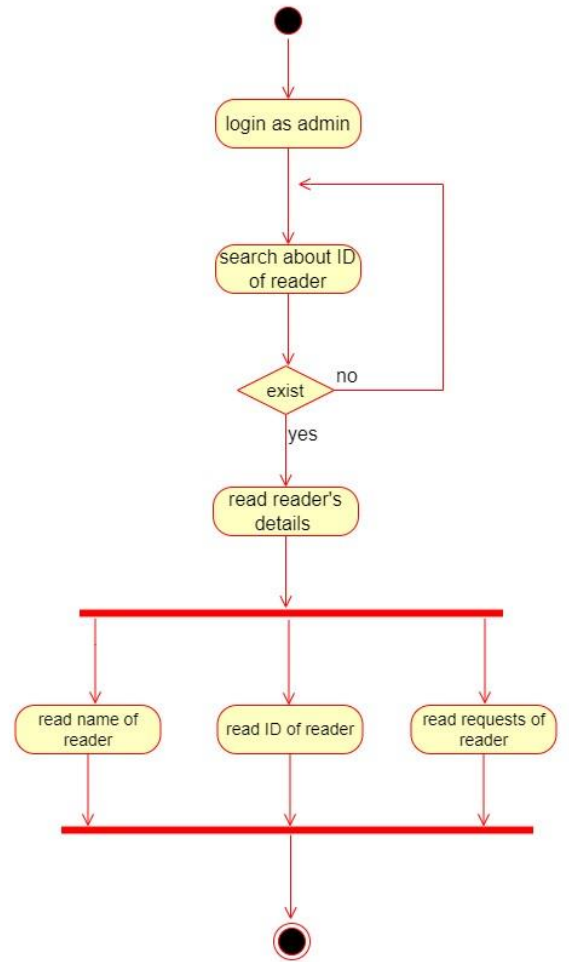 login as admin
search about ID
of reader
exist
no
yes
read reader's
details
read name of
reader
read ID of reader
read requests of
reader